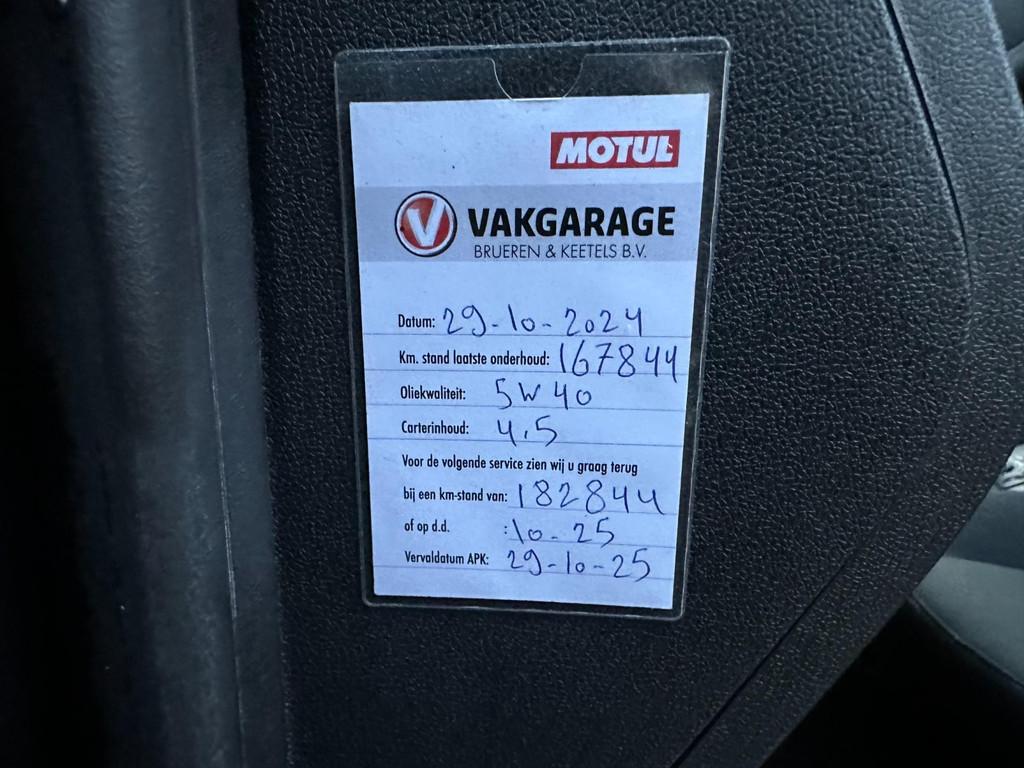 MOTUL
V VAKGARAGE
BRUEREN & KEETELS B.V.
Datum: 29-10-2024
Km. stand laatste onderhoud: 167844
Oliekwaliteit: 5W40
Carterinhoud: 4,5
Voor de volgende service zien wij u graag terug
bij een km-stand van: 182844
of op d.d. :10-25
Vervaldatum APK: 29-10-25